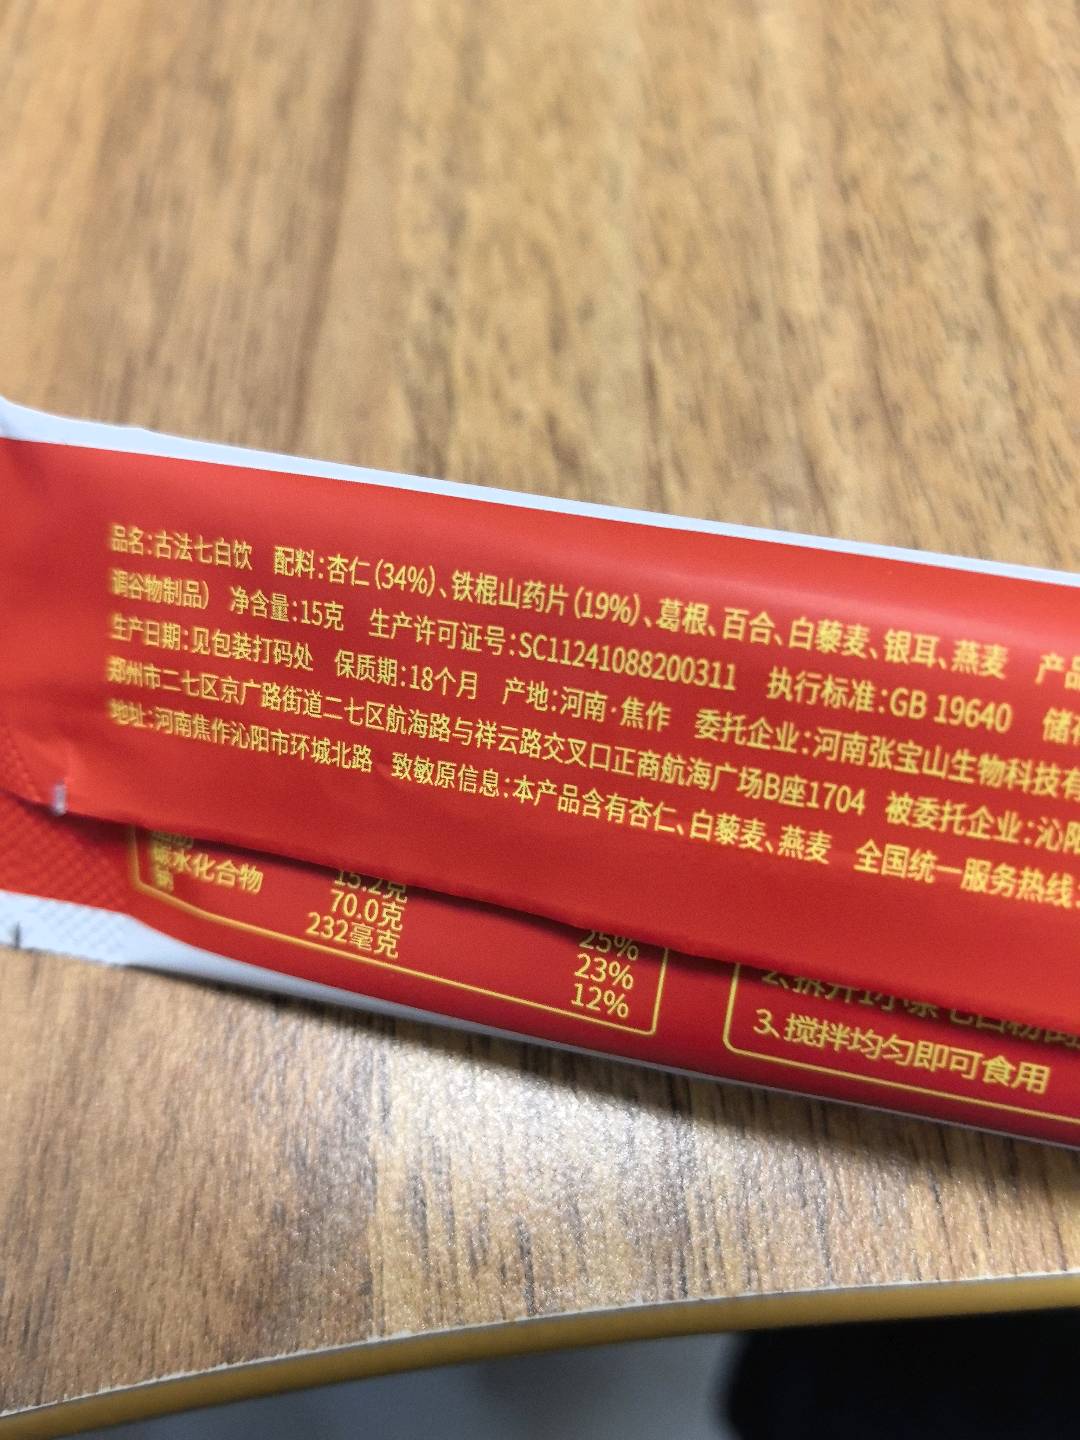 品名:古法七白饮 配料:杏仁(34%)、铁棍山药片(19%)、葛根、百合、白藜麦、银耳、燕麦 产品
调谷物制品) 净含量:15克 生产许可证号:SC11241088200311 执行标准:GB 19640 储存
生产日期:见包装打码处 保质期:18个月 产地:河南·焦作 委托企业:河南张宝山生物科技有
郑州市二七区京广路街道二七区航海路与祥云路交叉口正商航海广场B座1704 被委托企业:沁阳
地址:河南焦作沁阳市环城北路 致敏原信息:本产品含有杏仁、白藜麦、燕麦 全国统一服务热线:
15.2克 25%
碳水化合物 70.0克 23%
232毫克 12%
3、搅拌均匀即可食用